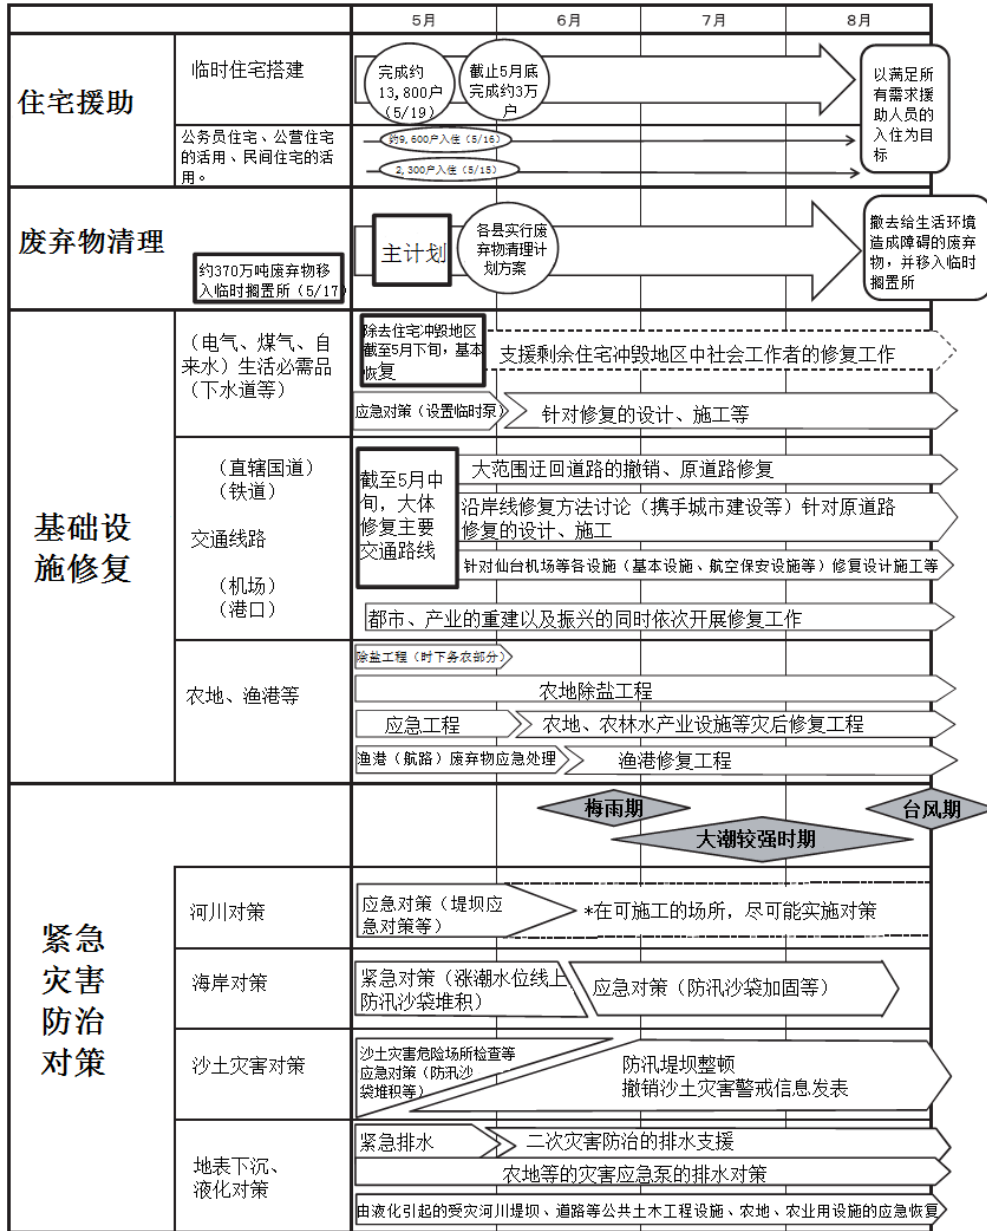 5月
6月
7月
8月
住宅援助
临时住宅搭建
完成约
13,800户
(5/19)
截止5月底
完成约3万
户
以满足所
有需求援
助人员的
入住为目
标
公务员住宅、公营住宅
的活用、民间住宅的活
用。
约9,600户入住（5/16）
2,300户入住（5/15）
废弃物清理
约370万吨废弃物移
入临时搁置所（5/17）
主计划
各县实行废
弃物清理计
划方案
撤去给生活环境
造成障碍的废弃
物，并移入临时
搁置所
基础设
施修复
（电气、煤气、自
来水）生活必需品
（下水道等）
除去住宅冲毁地区
截至5月下旬，基本
恢复
支援剩余住宅冲毁地区中社会工作者的修复工作
应急对策（设置临时泵）
针对修复的设计、施工等
（直辖国道）
（铁道）
交通线路
（机场）
（港口）
截至5月中
旬，大体
修复主要
交通路线
大范围迂回道路的撤销、原道路修复
沿岸线修复方法讨论（携手城市建设等）针对原道路
修复的设计、施工
针对仙台机场等各设施（基本设施、航空保安设施等）修复设计施工等
都市、产业的重建以及振兴的同时依次开展修复工作
农地、渔港等
除盐工程（时下务农部分）
农地除盐工程
应急工程
农地、农林水产业设施等灾后修复工程
渔港（航路）废弃物应急处理
渔港修复工程
紧急
灾害
防治
对策
梅雨期
台风期
大潮较强时期
河川对策
应急对策（堤坝应
急对策等）
*在可施工的场所，尽可能实施对策
海岸对策
紧急对策（涨潮水位线上
防汛沙袋堆积）
应急对策（防汛沙袋加固等）
沙土灾害对策
沙土灾害危险场所检查等
应急对策（防汛沙
袋堆积等）
防汛堤坝整顿
撤销沙土灾害警戒信息发表
地表下沉、
液化对策
紧急排水
二次灾害防治的排水支援
农地等的灾害应急泵的排水对策
由液化引起的受灾河川堤坝、道路等公共土木工程设施、农地、农业用设施的应急恢复